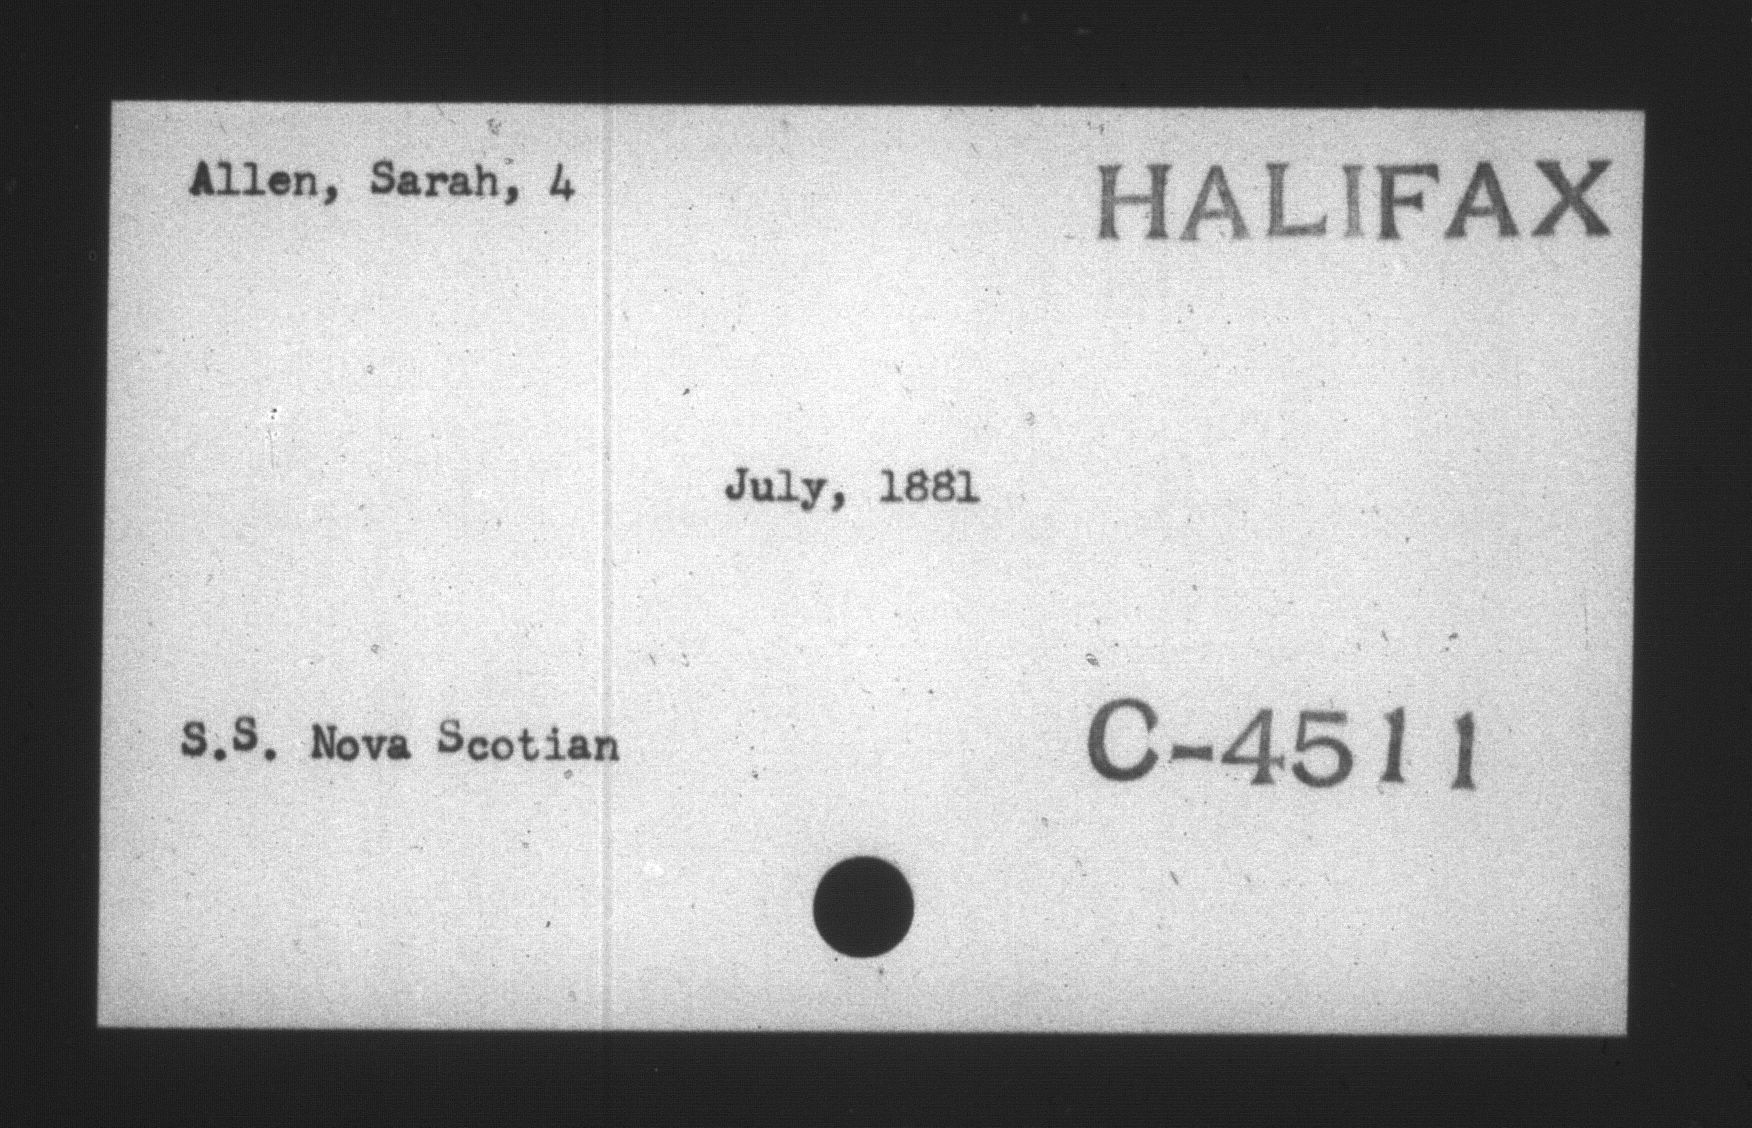 Allen, Sarah, 4
HALIFAX
July, 1881
S.S. Nova Scotian
C-4511